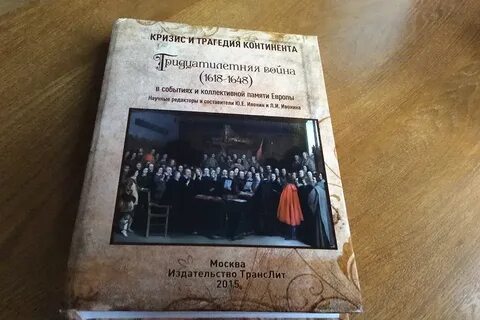 КРИЗИС И ТРАГЕДИЯ КОНТИНЕНТА
Тридцатилетняя война
(1618-1648)
в событиях и коллективной памяти Европы
Научные редакторы и составители Ю.Е. Ивонин и Л.И. Ивонина
Москва
Издательство ТрансЛит
2015